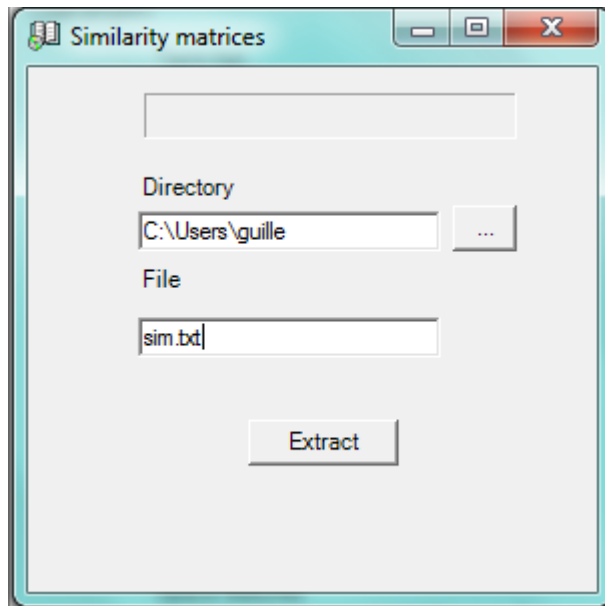 Similarity matrices
Directory
C:\Users\guille
...
File
sim.txt
Extract